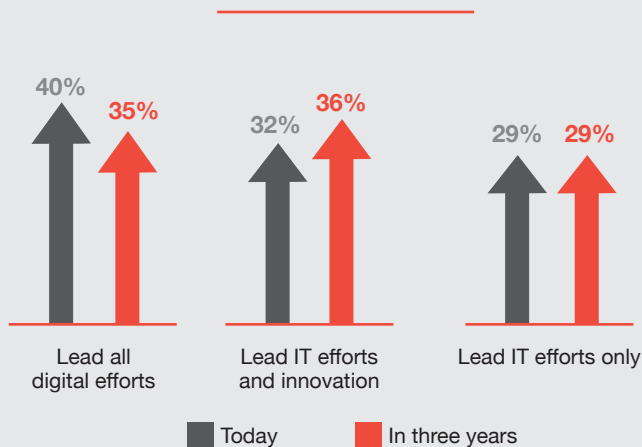 40%
35%
32%
36%
29%
29%
Lead all
digital efforts
Lead IT efforts
and innovation
Lead IT efforts only
Today
In three years